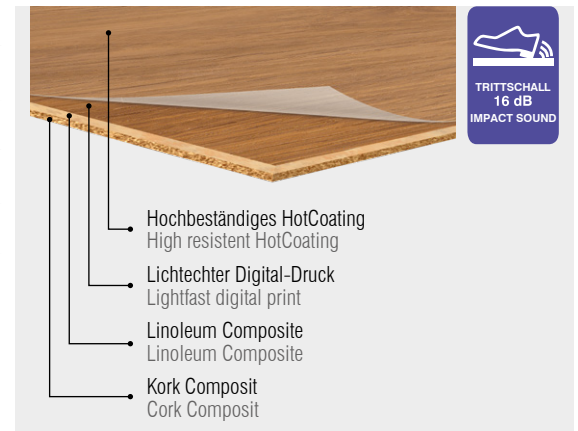 TRITTSCHALL
16 dB
IMPACT SOUND
Hochbeständiges HotCoating
High resistent HotCoating
Lichtechter Digital-Druck
Lightfast digital print
Linoleum Composite
Linoleum Composite
Kork Composit
Cork Composit